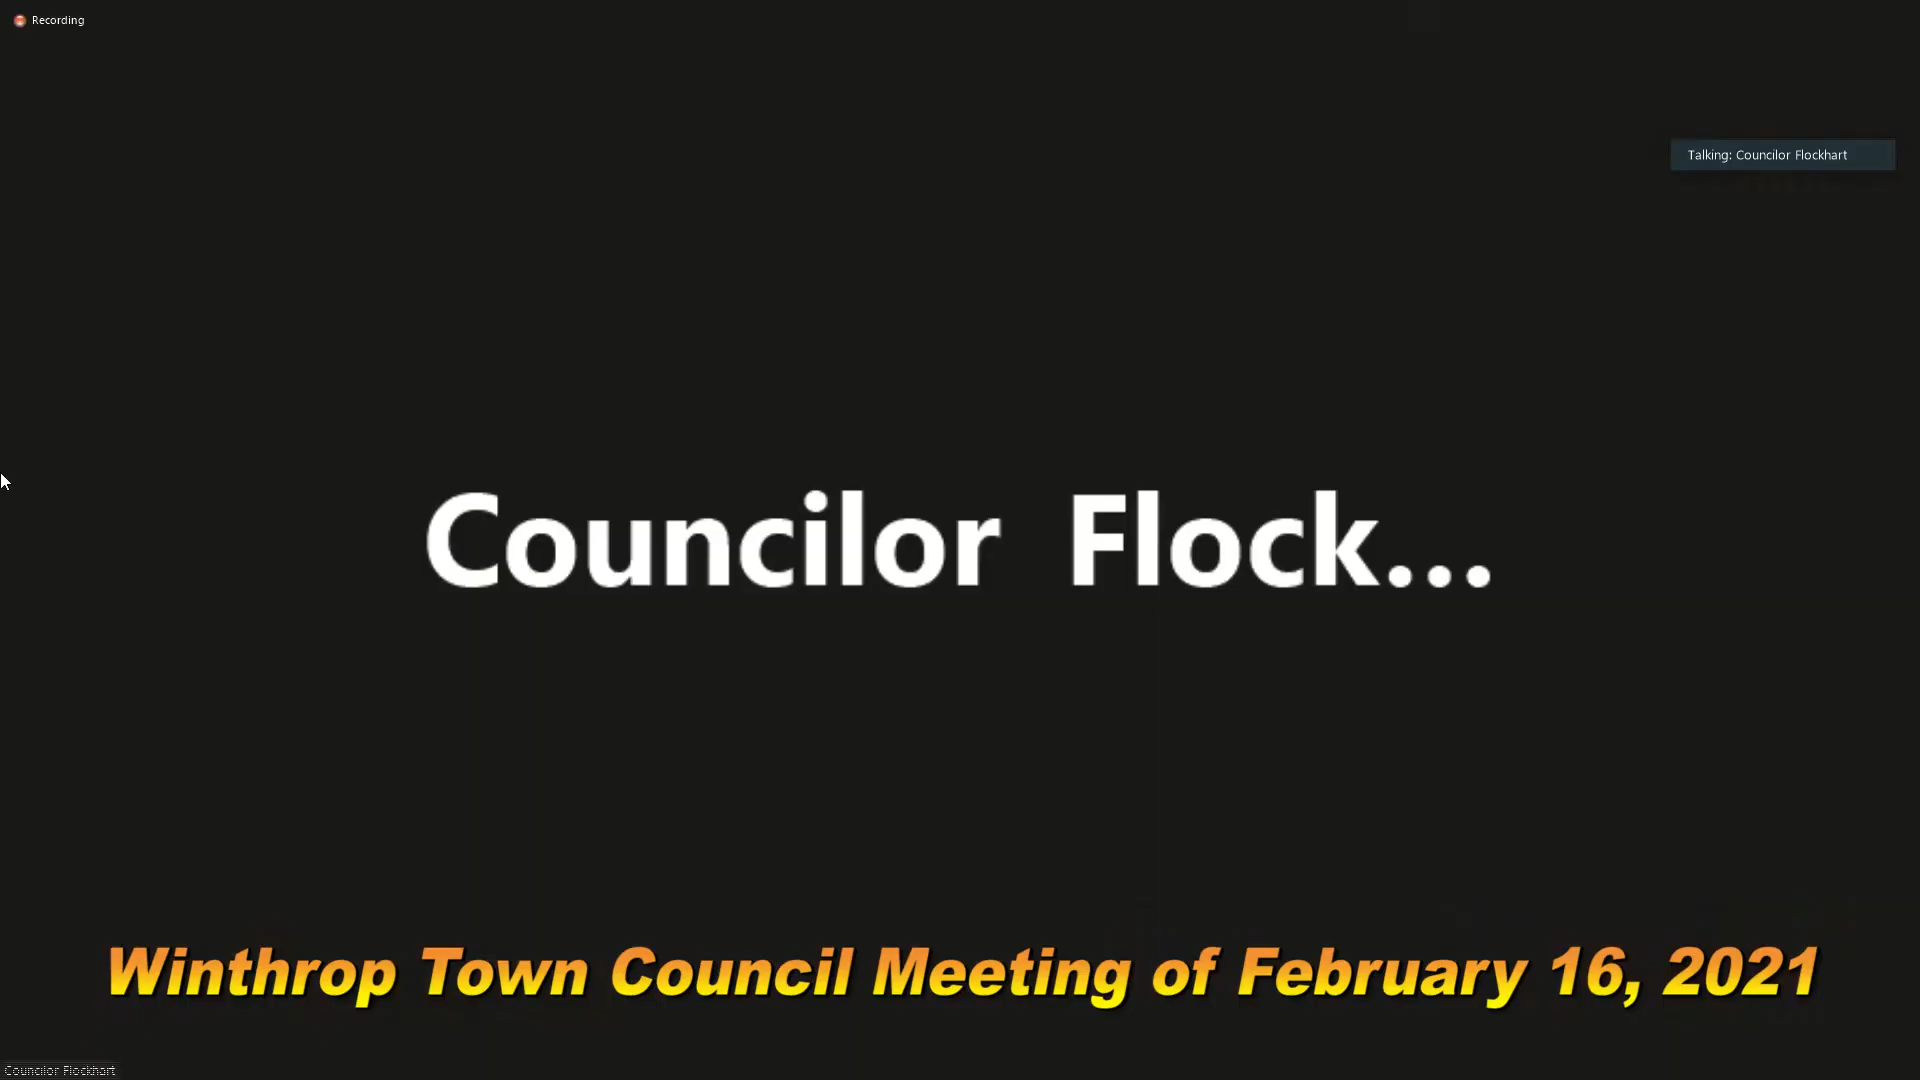 Recording
Talking: Councilor Flockhart
Councilor Flock...
Winthrop Town Council Meeting of February 16, 2021
Councilor Flockhart